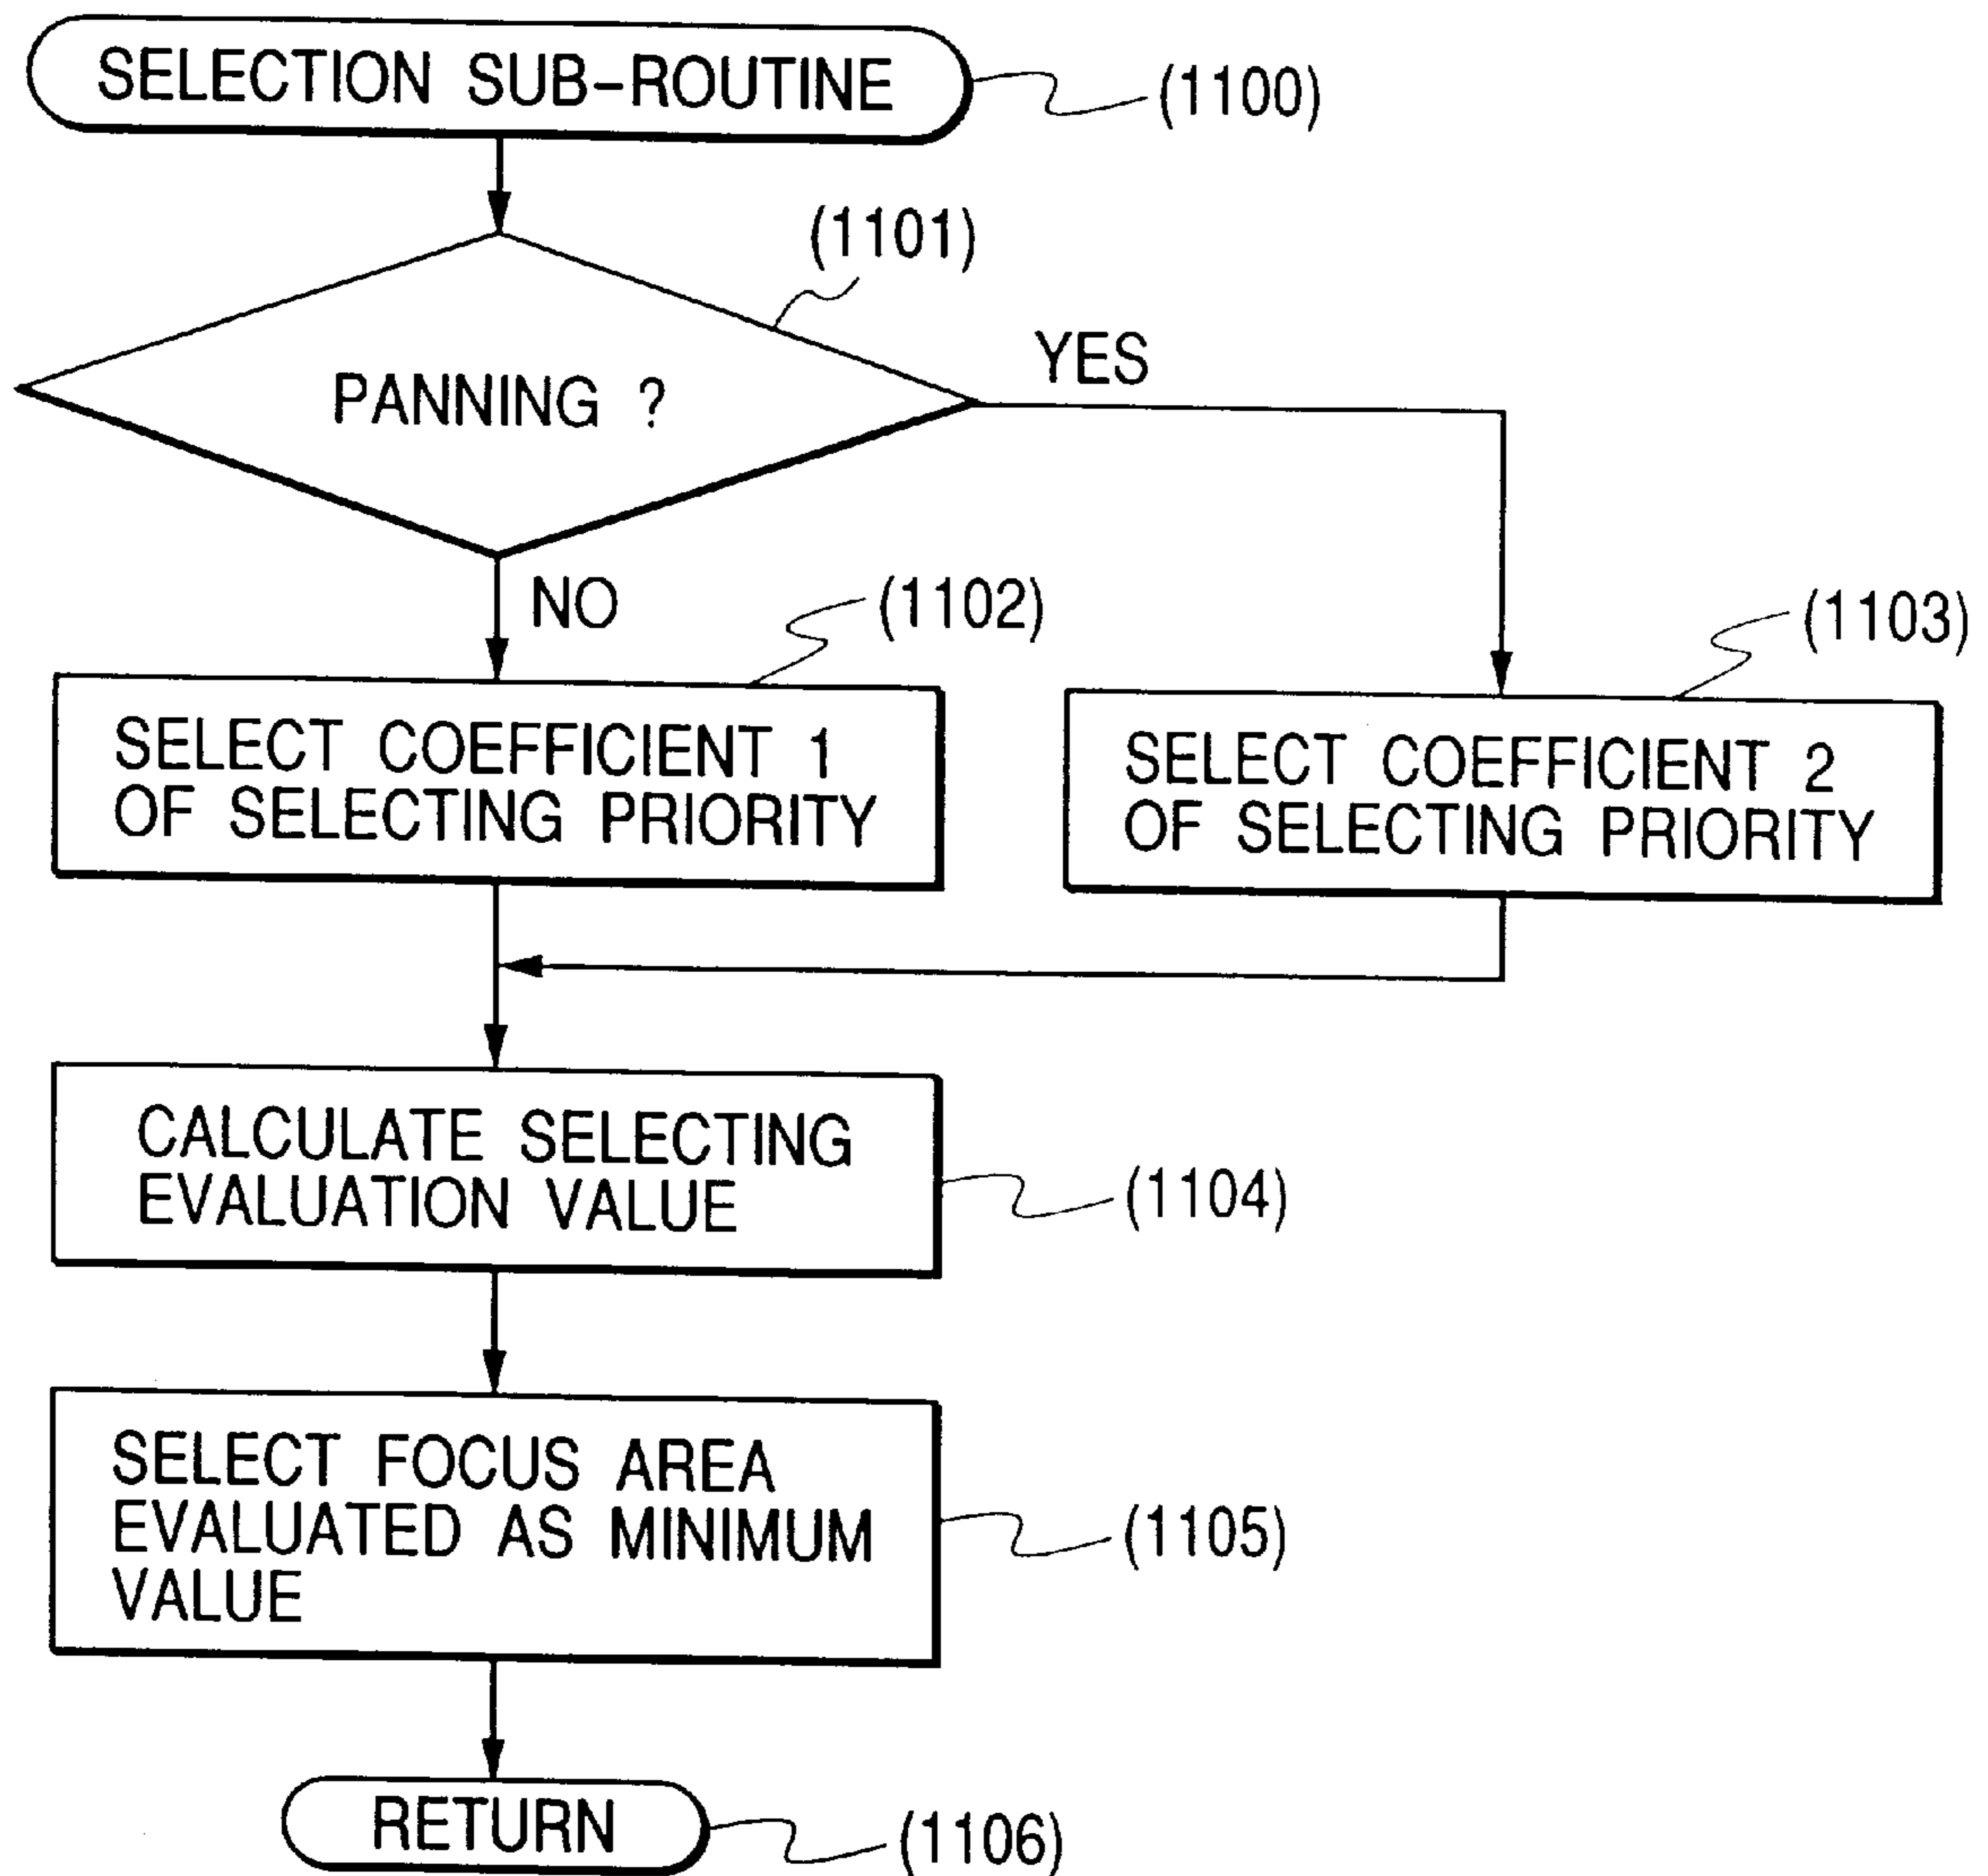 SELECTION SUB-ROUTINE
(1100)
(1101)
PANNING ?
YES
NO
(1102)
(1103)
SELECT COEFFICIENT 1
OF SELECTING PRIORITY
SELECT COEFFICIENT 2
OF SELECTING PRIORITY
CALCULATE SELECTING
EVALUATION VALUE
(1104)
SELECT FOCUS AREA
EVALUATED AS MINIMUM
VALUE
(1105)
RETURN
(1106)